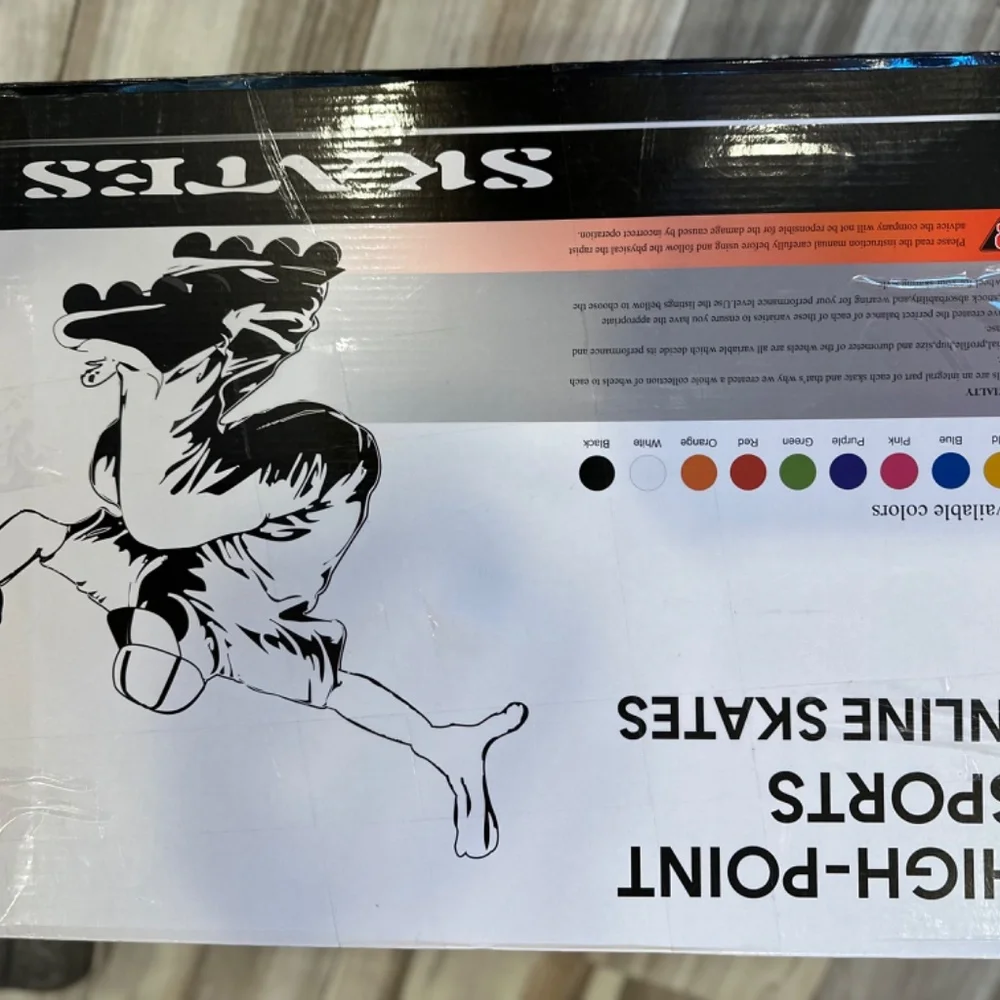 HIGH-POINT
SPORTS
INLINE SKATES
available colors
Blue Pink Purple Green Red Orange White Black
TALTY
are an integral part of each skate and that's why we created a whole collection of wheels to each
profile,hup,size and durometer of the wheels are all variable which decide its performance and
created the perfect balance of each of these varieties to ensure you have the appropriate
shock absorbability,and wearing for your performance level.Use the listings bellow to choose the
Please read the instruction manual carefully before using and follow the physical the rapist
advice the company will not be reponsible for the damage caused by incorrect operation.
SKATES